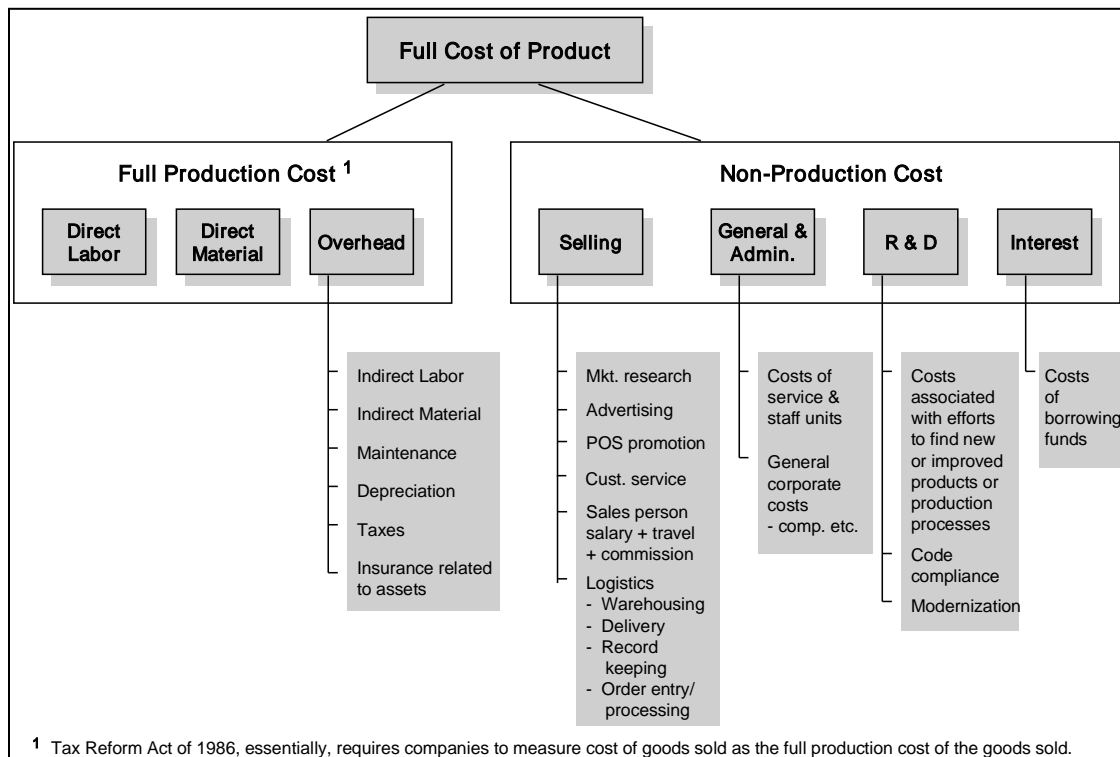 Full Cost of Product
Full Production Cost 1
Direct
Labor
Direct
Material
Overhead
Indirect Labor
Indirect Material
Maintenance
Depreciation
Taxes
Insurance related
to assets
Non-Production Cost
Selling
Mkt. research
Advertising
POS promotion
Cust. service
Sales person
salary + travel
+ commission
Logistics
- Warehousing
- Delivery
- Record
keeping
- Order entry/
processing
General &
Admin.
Costs of
service &
staff units
General
corporate
costs
- comp. etc.
R & D
Costs
associated
with efforts
to find new
or improved
products or
production
processes
Code
compliance
Modernization
Interest
Costs
of
borrowing
funds
1 Tax Reform Act of 1986, essentially, requires companies to measure cost of goods sold as the full production cost of the goods sold.